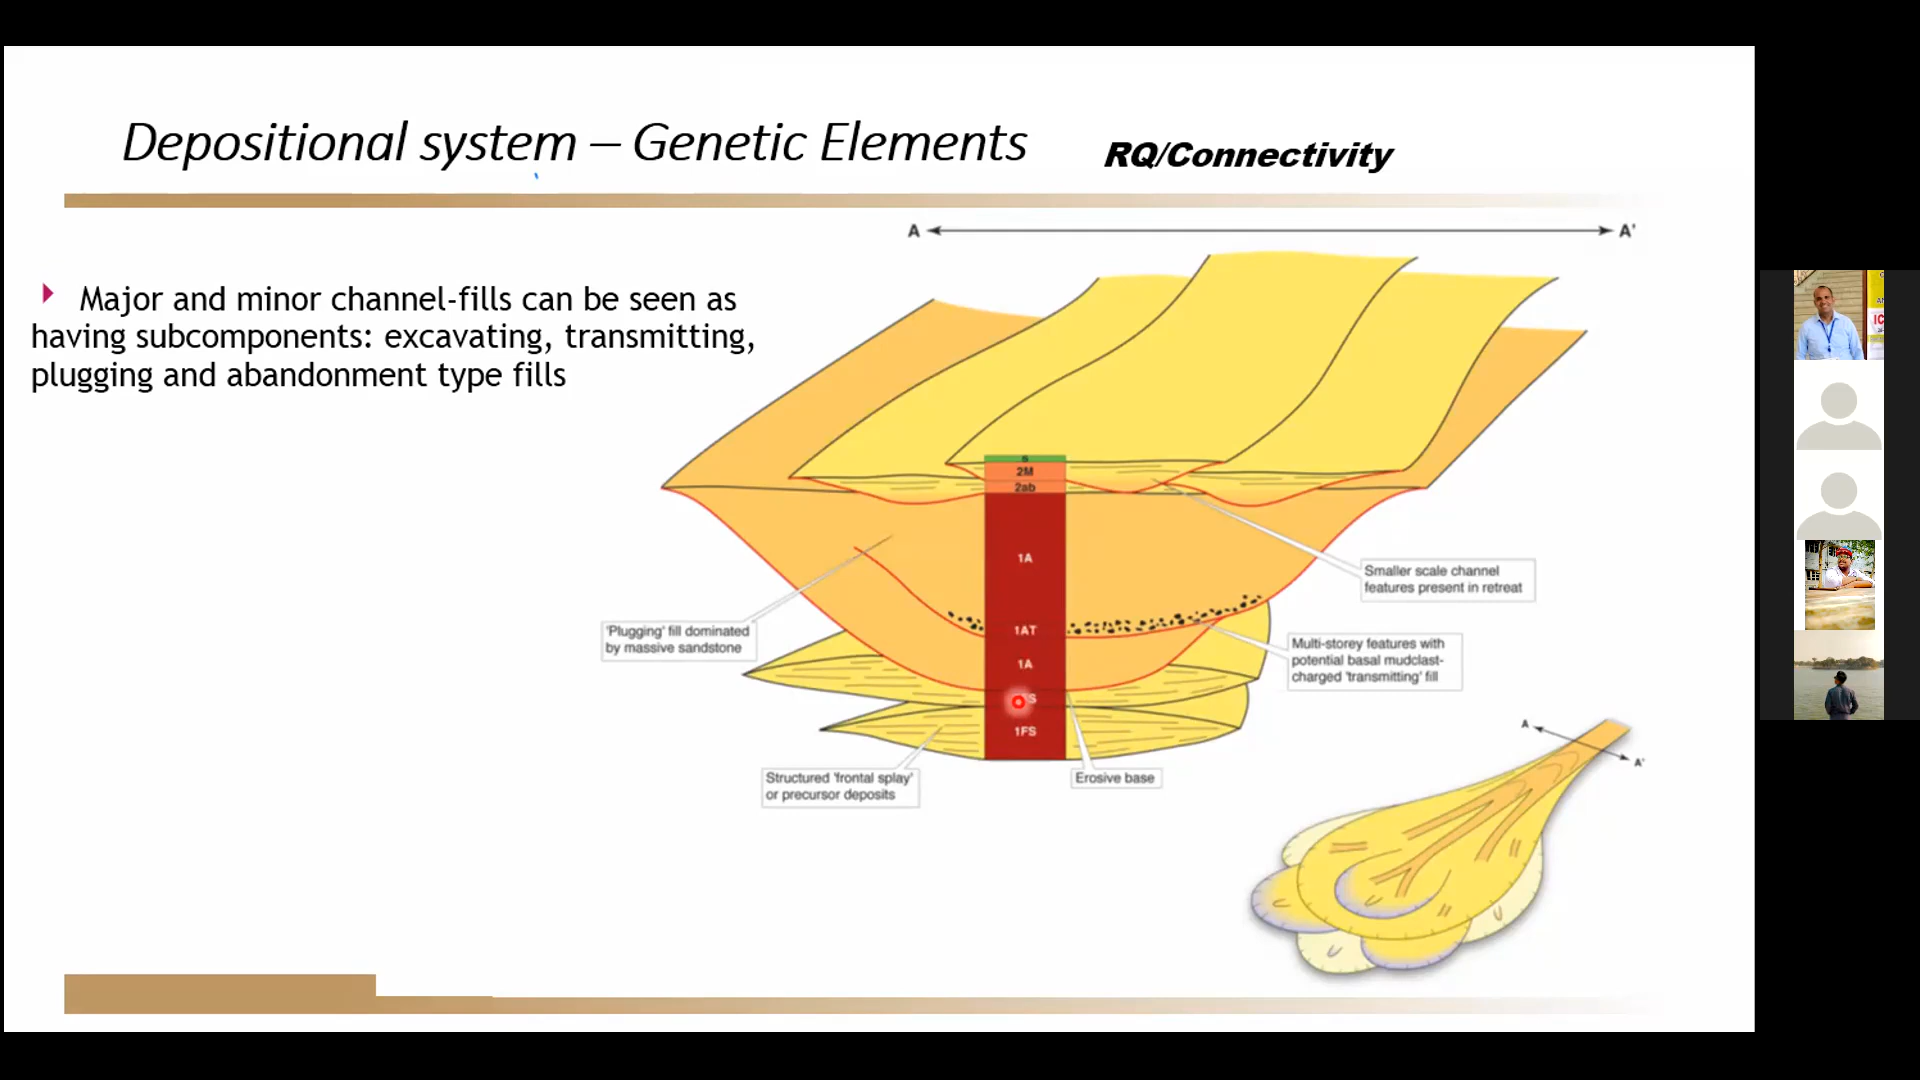 Depositional system – Genetic Elements
RQ/Connectivity
A
A'
Major and minor channel-fills can be seen as
having subcomponents: excavating, transmitting,
plugging and abandonment type fills
s
2M
2ab
1A
1AT
1A
S
1FS
Smaller scale channel
features present in retreat
'Plugging' fill dominated
by massive sandstone
Multi-storey features with
potential basal mudclast-
charged 'transmitting' fill
Structured 'frontal splay'
or precursor deposits
Erosive base
A
A'
IC